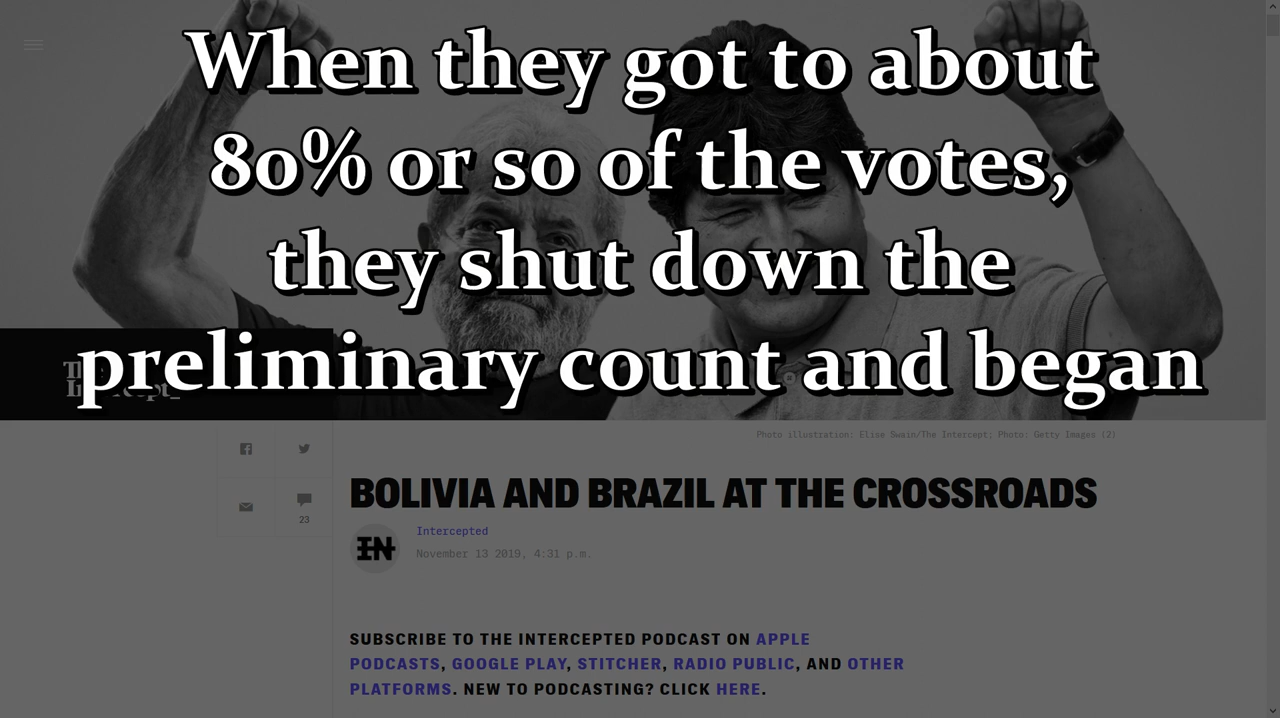 When they got to about
80% or so of the votes,
they shut down the
preliminary count and began
Photo illustration: Elise Swain/The Intercept; Photo: Getty Images (2)
BOLIVIA AND BRAZIL AT THE CROSSROADS
IN
Intercepted
November 13 2019, 4:31 p.m.
23
SUBSCRIBE TO THE INTERCEPTED PODCAST ON APPLE
PODCASTS, GOOGLE PLAY, STITCHER, RADIO PUBLIC, AND OTHER
PLATFORMS. NEW TO PODCASTING? CLICK HERE.